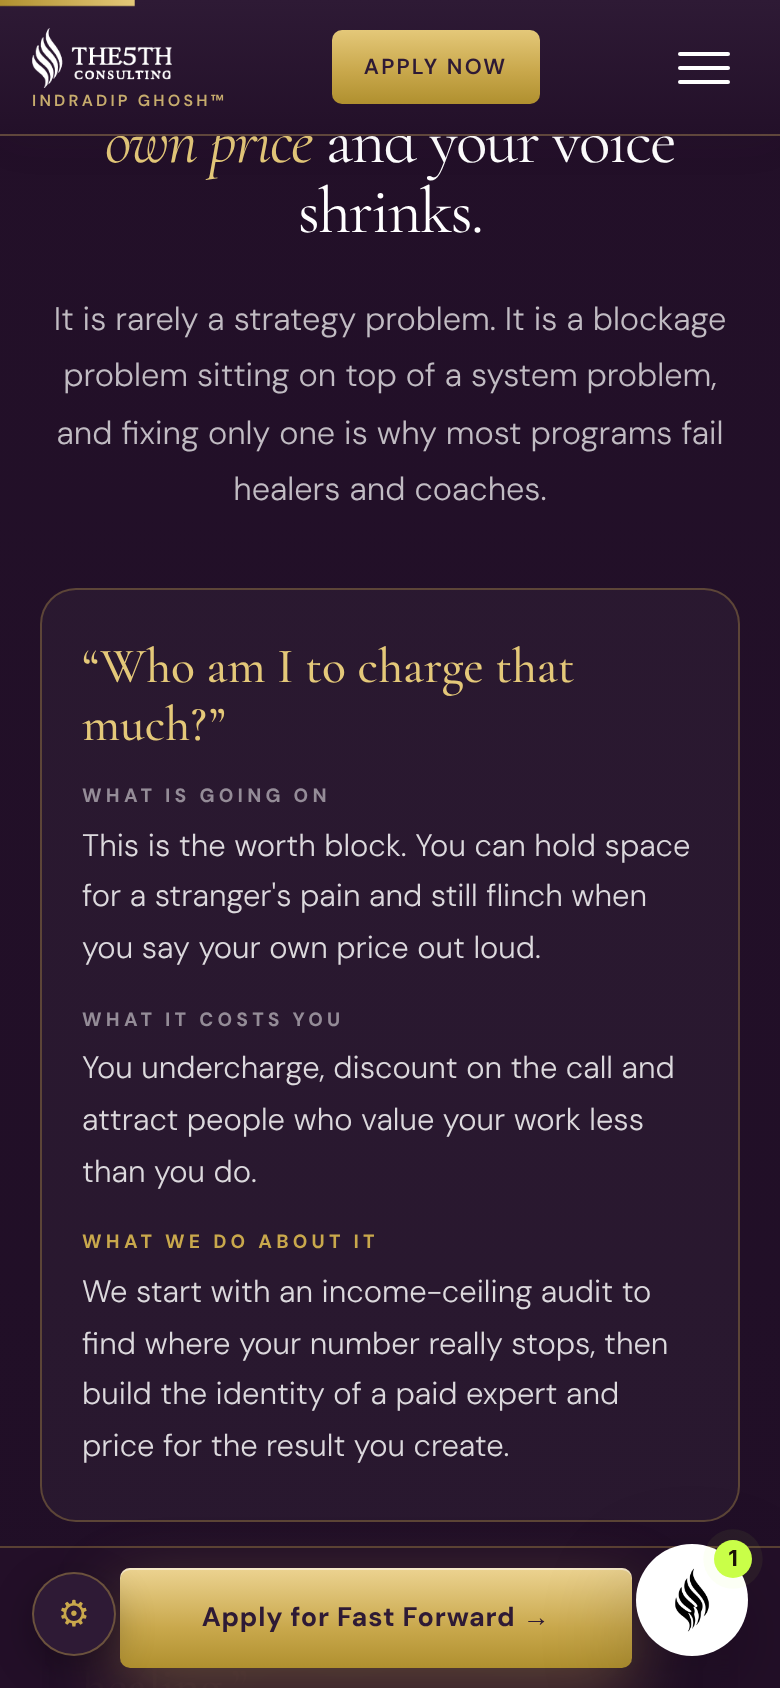 THE5TH
CONSULTING
INDRADIP GHOSH™
APPLY NOW
own price and your voice
shrinks.
It is rarely a strategy problem. It is a blockage
problem sitting on top of a system problem,
and fixing only one is why most programs fail
healers and coaches.
“Who am I to charge that
much?”
WHAT IS GOING ON
This is the worth block. You can hold space
for a stranger's pain and still flinch when
you say your own price out loud.
WHAT IT COSTS YOU
You undercharge, discount on the call and
attract people who value your work less
than you do.
WHAT WE DO ABOUT IT
We start with an income-ceiling audit to
find where your number really stops, then
build the identity of a paid expert and
price for the result you create.
Apply for Fast Forward →
1